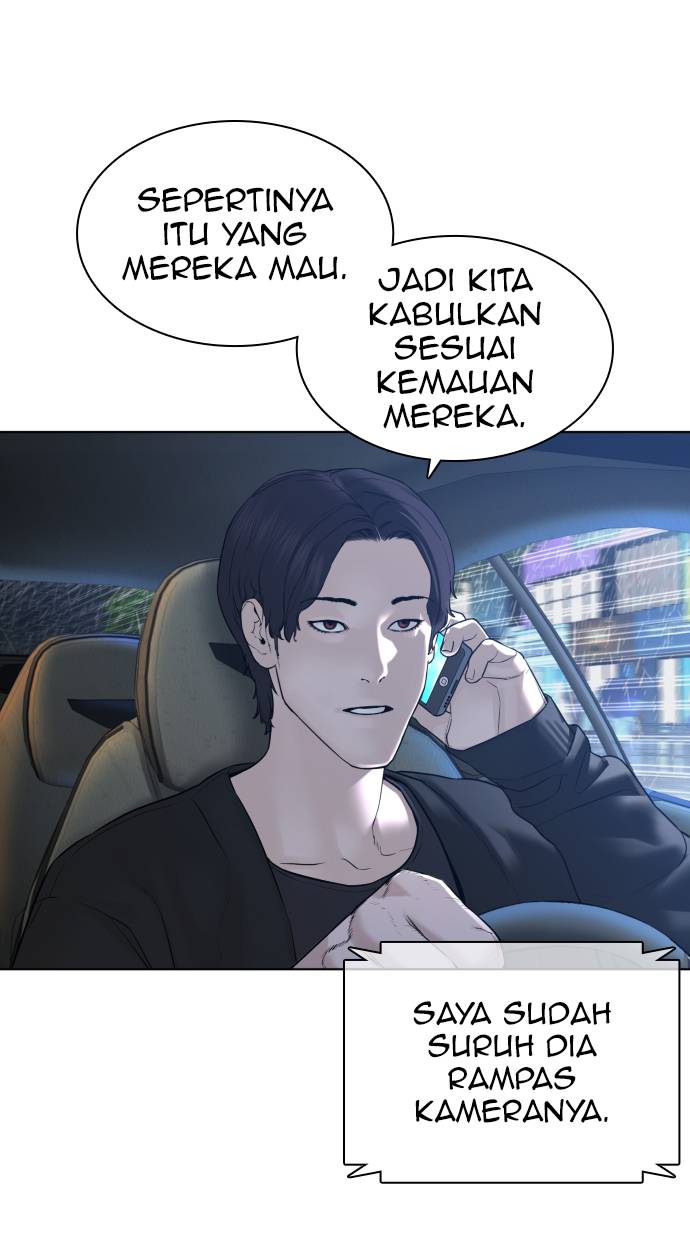 SEPERTINYA
ITU YANG
MEREKA MAU.
JADI KITA
KABULKAN
SESUAI
KEMAUAN
MEREKA.
SAYA SUDAH
SURUH DIA
RAMPAS
KAMERANYA.